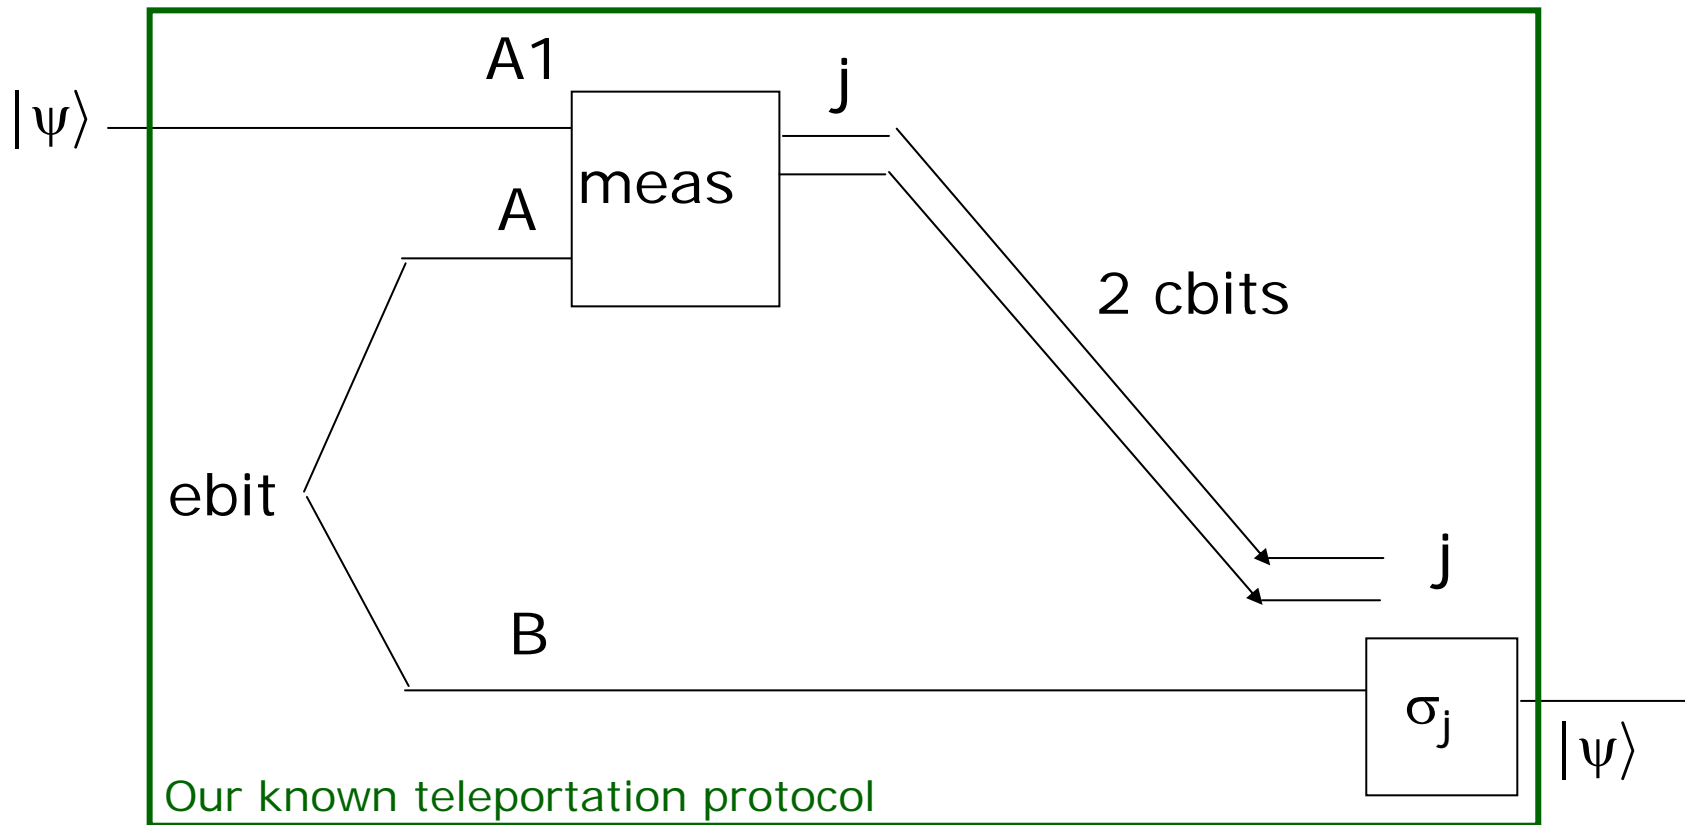 A1
j
|ψ⟩
meas
A
2 cbits
ebit
j
B
σj
|ψ⟩
Our known teleportation protocol